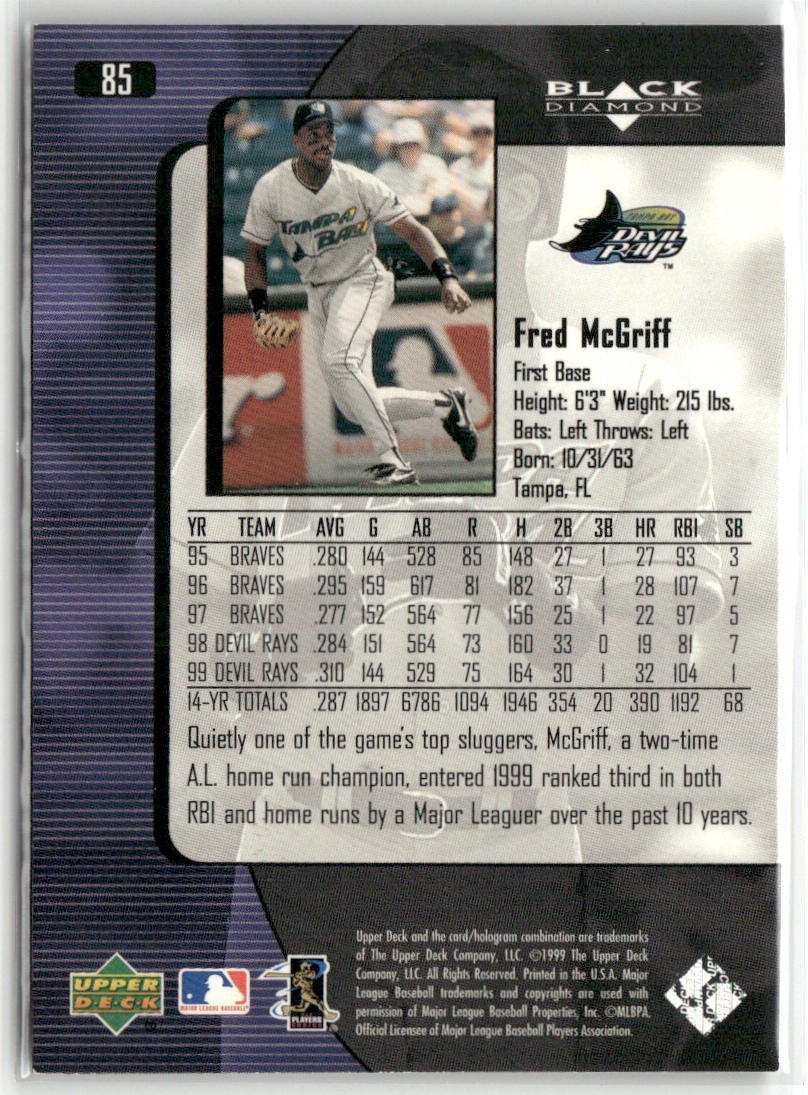 85
BLACK
DIAMOND
TAMPA
BAY
TAMPA BAY
DEVIL
RAYS
™
Fred McGriff
First Base
Height: 6'3" Weight: 215 lbs.
Bats: Left Throws: Left
Born: 10/31/63
Tampa, FL
YR TEAM AVG G AB R H 2B 3B HR RBI SB
95 BRAVES .280 144 528 85 148 27 1 27 93 3
96 BRAVES .295 159 617 81 182 37 1 28 107 7
97 BRAVES .277 152 564 77 156 25 1 22 97 5
98 DEVIL RAYS .284 151 564 73 160 33 0 19 81 7
99 DEVIL RAYS .310 144 529 75 164 30 1 32 104 1
14-YR TOTALS .287 1897 6786 1094 1946 354 20 390 1192 68
Quietly one of the game's top sluggers, McGriff, a two-time
A.L. home run champion, entered 1999 ranked third in both
RBI and home runs by a Major Leaguer over the past 10 years.
Upper Deck and the card/hologram combination are trademarks
of The Upper Deck Company, LLC. ©1999 The Upper Deck
Company, LLC. All Rights Reserved. Printed in the U.S.A. Major
League Baseball trademarks and copyrights are used with
permission of Major League Baseball Properties, Inc. ©MLBPA.
Official Licensee of Major League Baseball Players Association.
UPPER
D·E·C·K
MAJOR LEAGUE BASEBALL
PLAYERS
CHOICE